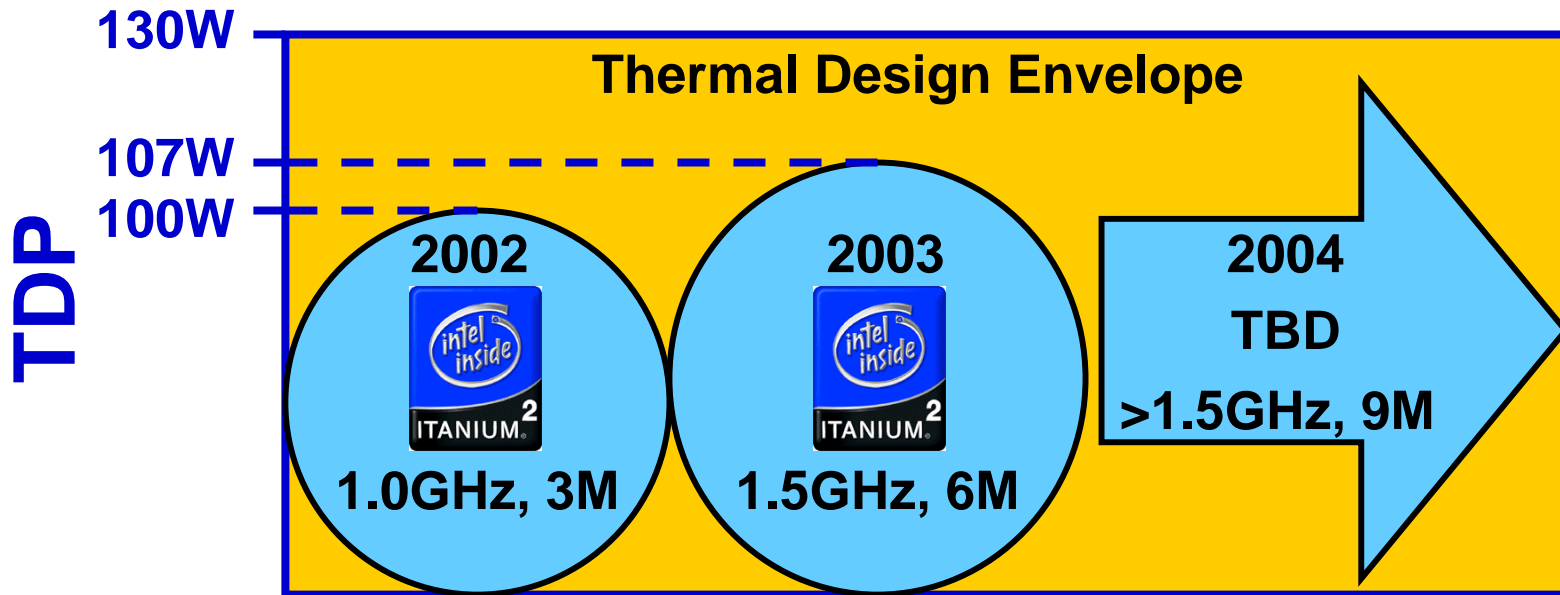 130W
Thermal Design Envelope
107W
100W
TDP
2002
intel
inside
ITANIUM® 2
1.0GHz, 3M
2003
intel
inside
ITANIUM® 2
1.5GHz, 6M
2004
TBD
>1.5GHz, 9M